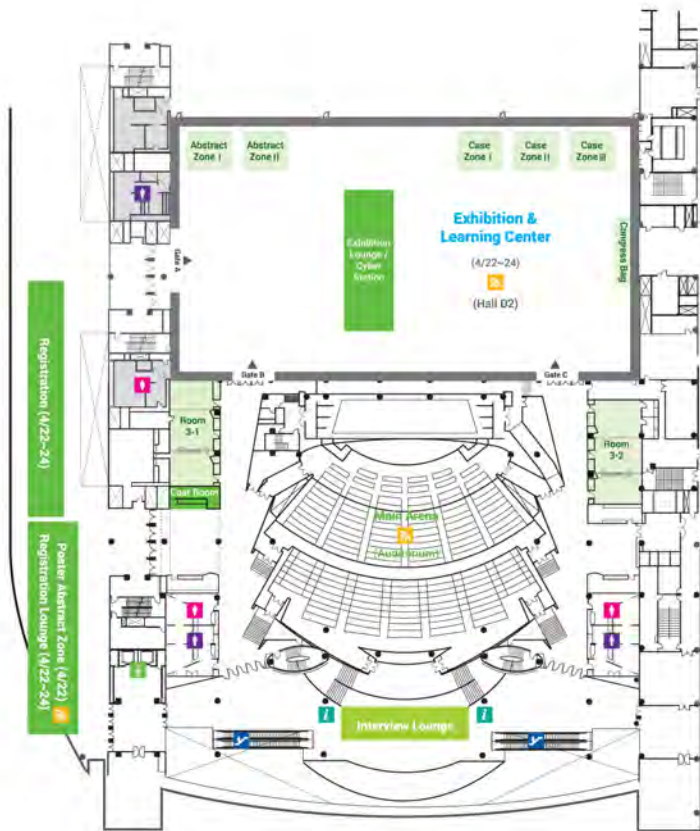 Abstract
Zone I
Abstract
Zone II
Case
Zone I
Case
Zone II
Case
Zone III
Exhibition
Lounge /
Cyber
Station
Exhibition &
Learning Center
(4/22~24)
(Hall D2)
Congress Bag
Gate A
Gate B
Gate C
Registration (4/22~24)
Room
3-1
Room
3-2
Coat Room
Main Arena
(Auditorium)
Poster Abstract Zone (4/22)
Registration Lounge (4/22~24)
i
Interview Lounge
i